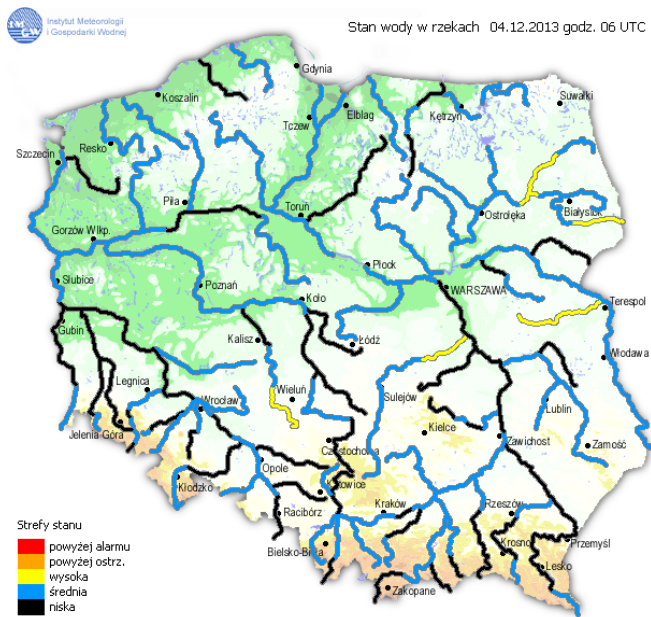 IMGW
Instytut Meteorologii
i Gospodarki Wodnej
Stan wody w rzekach 04.12.2013 godz. 06 UTC
Gdynia
Koszalin
Suwałki
Elbląg
Kętrzyn
Tczew
Resko
Szczecin
Piła
Toruń
Ostrołęka
Białystok
Gorzów Wlkp.
Płock
Słubice
Poznań
WARSZAWA
Koło
Terespol
Gubin
Kalisz
Łódź
Włodawa
Legnica
Wieluń
Sulejów
Wrocław
Lublin
Jelenia Góra
Kielce
Zawichost
Zamość
Częstochowa
Opole
Kłodzko
Katowice
Racibórz
Kraków
Rzeszów
Bielsko-Biała
Krosno
Przemyśl
Lesko
Zakopane
Strefy stanu
powyżej alarmu
powyżej ostrz.
wysoka
średnia
niska